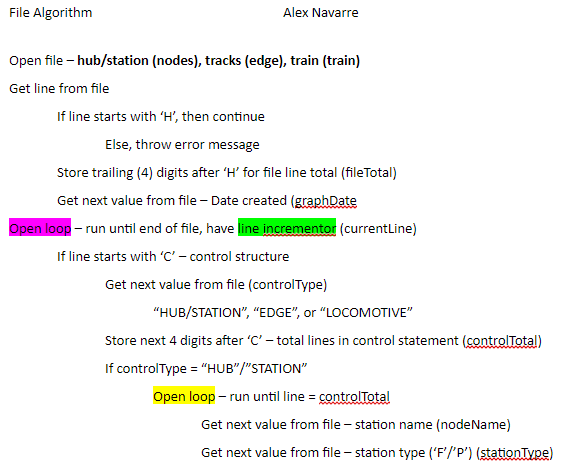 File Algorithm Alex Navarre
Open file – hub/station (nodes), tracks (edge), train (train)
Get line from file
If line starts with ‘H’, then continue
Else, throw error message
Store trailing (4) digits after ‘H’ for file line total (fileTotal)
Get next value from file – Date created (graphDate
Open loop – run until end of file, have line incrementor (currentLine)
If line starts with ‘C’ – control structure
Get next value from file (controlType)
“HUB/STATION”, “EDGE”, or “LOCOMOTIVE”
Store next 4 digits after ‘C’ – total lines in control statement (controlTotal)
If controlType = “HUB”/”STATION”
Open loop – run until line = controlTotal
Get next value from file – station name (nodeName)
Get next value from file – station type (‘F’/’P’) (stationType)